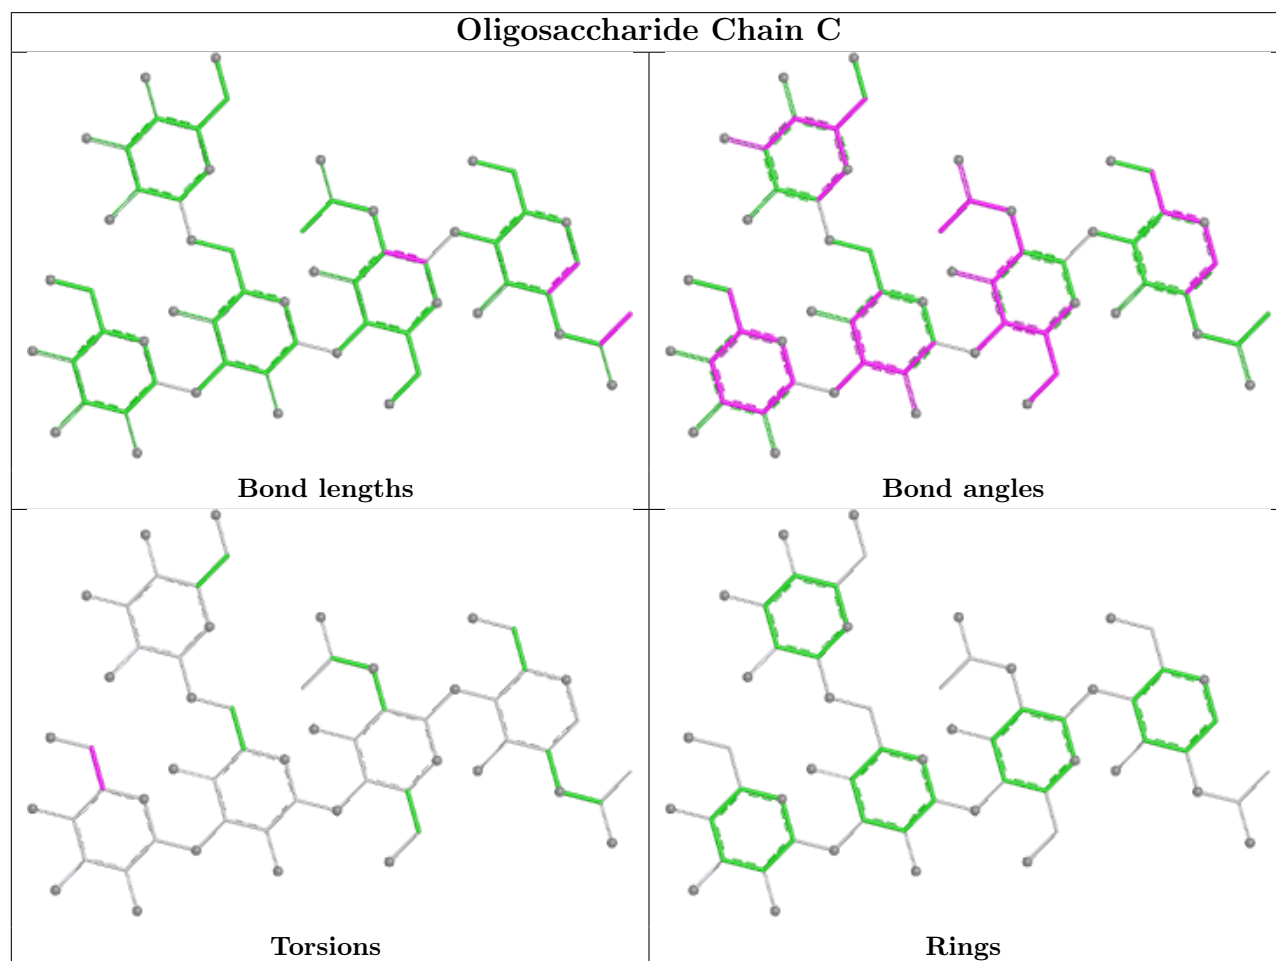 Oligosaccharide Chain C
Bond lengths
Bond angles
Torsions
Rings